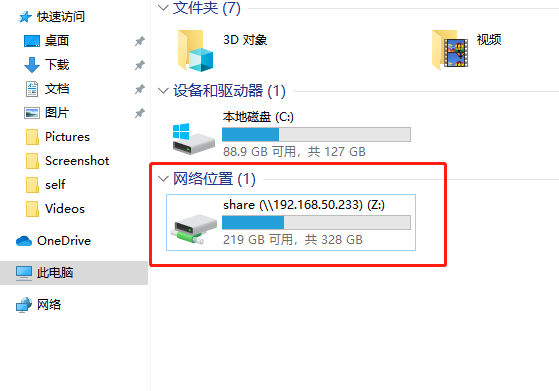 快速访问
桌面
下载
文档
图片
Pictures
Screenshot
self
Videos
OneDrive
此电脑
网络
文件夹 (7)
3D 对象
视频
设备和驱动器 (1)
本地磁盘 (C:)
88.9 GB 可用，共 127 GB
网络位置 (1)
share (\\192.168.50.233) (Z:)
219 GB 可用，共 328 GB